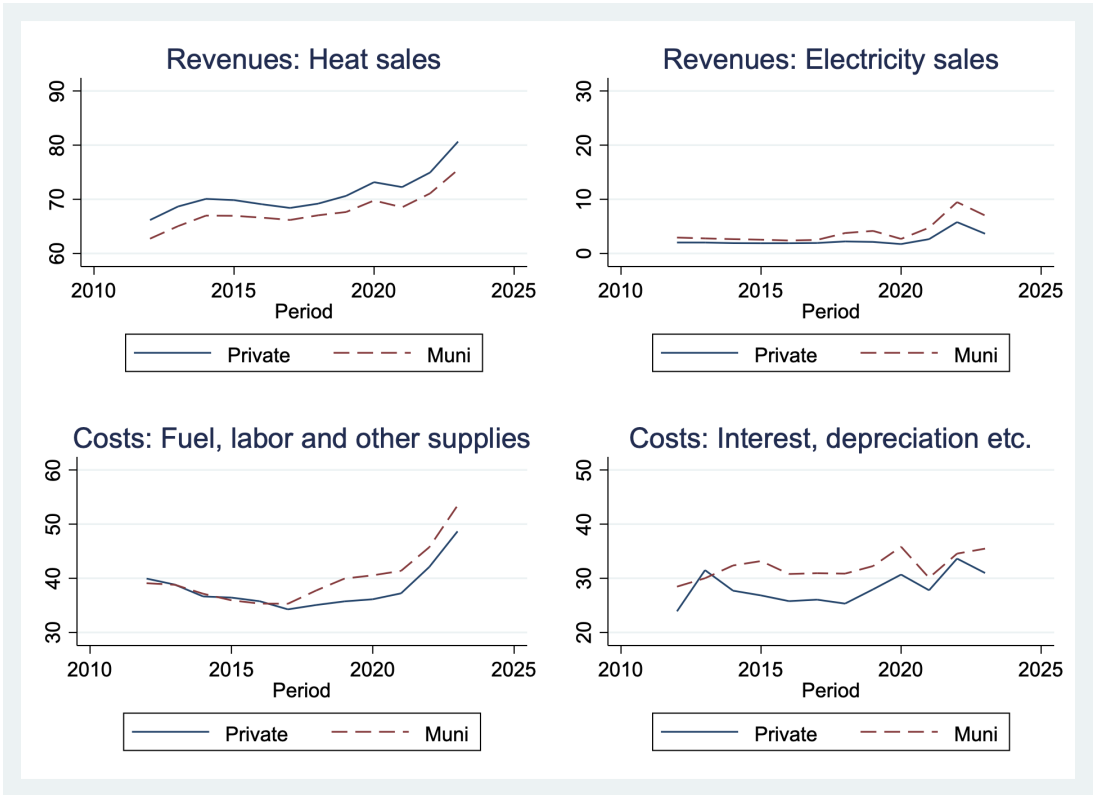 Revenues: Heat sales
90
80
70
60
2010 2015 2020 2025
Period
Private Muni
Revenues: Electricity sales
30
20
10
0
2010 2015 2020 2025
Period
Private Muni
Costs: Fuel, labor and other supplies
60
50
40
30
2010 2015 2020 2025
Period
Private Muni
Costs: Interest, depreciation etc.
50
40
30
20
2010 2015 2020 2025
Period
Private Muni